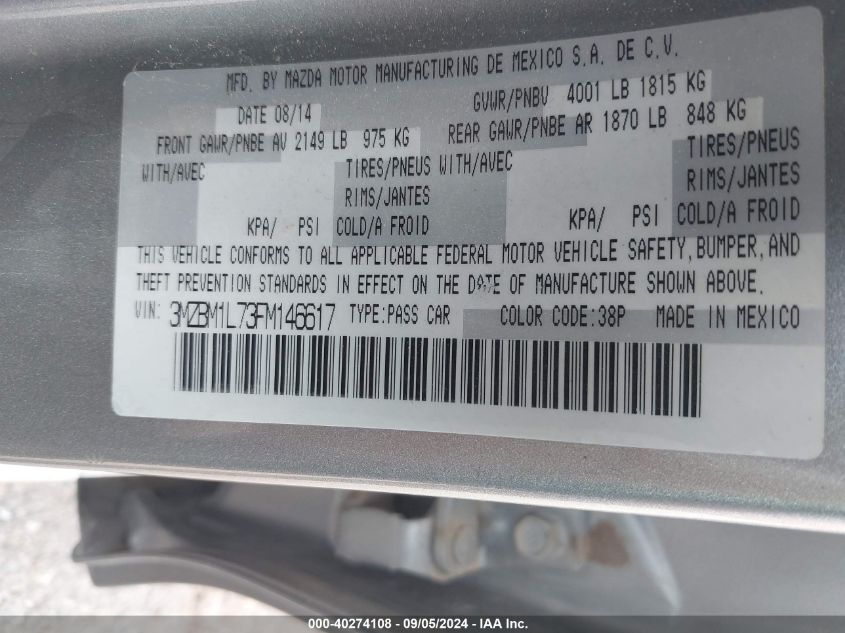 MFD. BY MAZDA MOTOR MANUFACTURING DE MEXICO S.A. DE C.V.
DATE 08/14 GVWR/PNBV 4001 LB 1815 KG
FRONT GAWR/PNBE AV 2149 LB 975 KG REAR GAWR/PNBE AR 1870 LB 848 KG
WITH/AVEC TIRES/PNEUS WITH/AVEC TIRES/PNEUS
RIMS/JANTES RIMS/JANTES
KPA/ PSI COLD/A FROID KPA/ PSI COLD/A FROID
THIS VEHICLE CONFORMS TO ALL APPLICABLE FEDERAL MOTOR VEHICLE SAFETY, BUMPER, AND
THEFT PREVENTION STANDARDS IN EFFECT ON THE DATE OF MANUFACTURE SHOWN ABOVE.
VIN: 3MZBM1L73FM146617 TYPE:PASS CAR COLOR CODE:38P MADE IN MEXICO
000-40274108 - 09/05/2024 - IAA Inc.